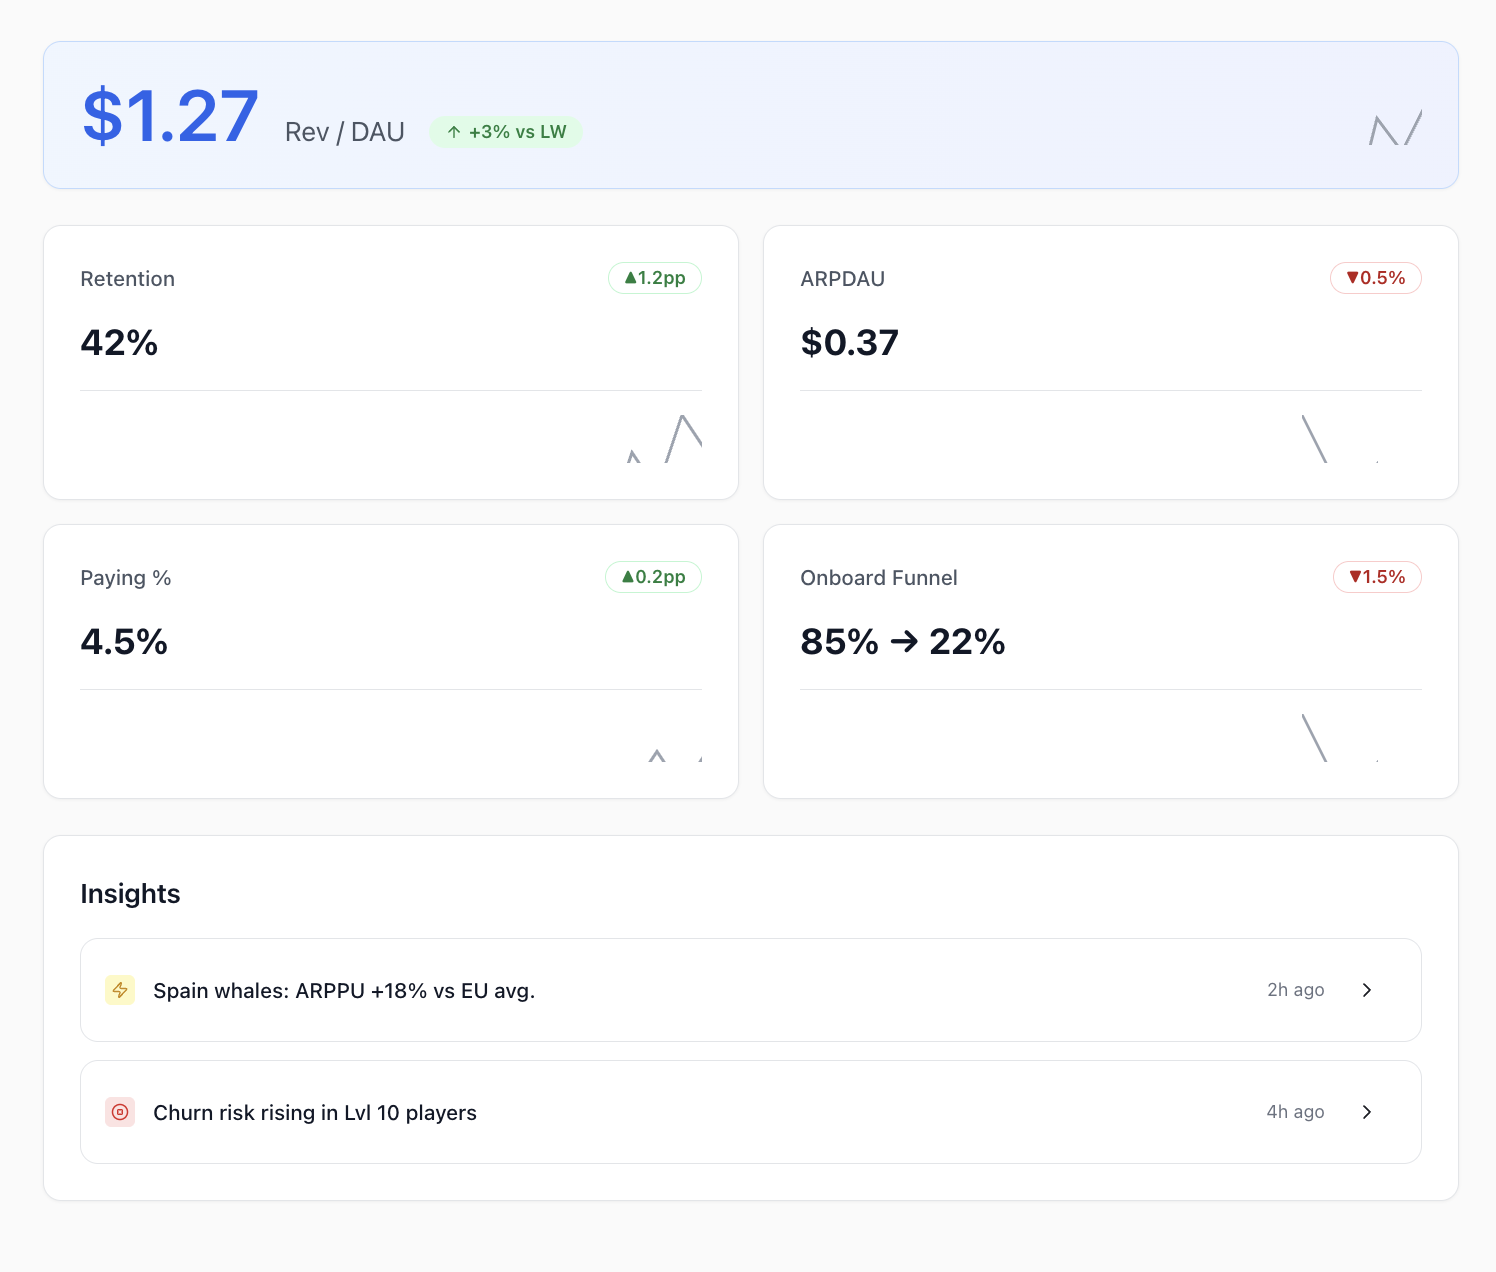 $1.27 Rev / DAU ↑ +3% vs LW
Retention ▲1.2pp
42%
ARPDAU ▼0.5%
$0.37
Paying % ▲0.2pp
4.5%
Onboard Funnel ▼1.5%
85% → 22%
Insights
Spain whales: ARPPU +18% vs EU avg. 2h ago
Churn risk rising in Lvl 10 players 4h ago